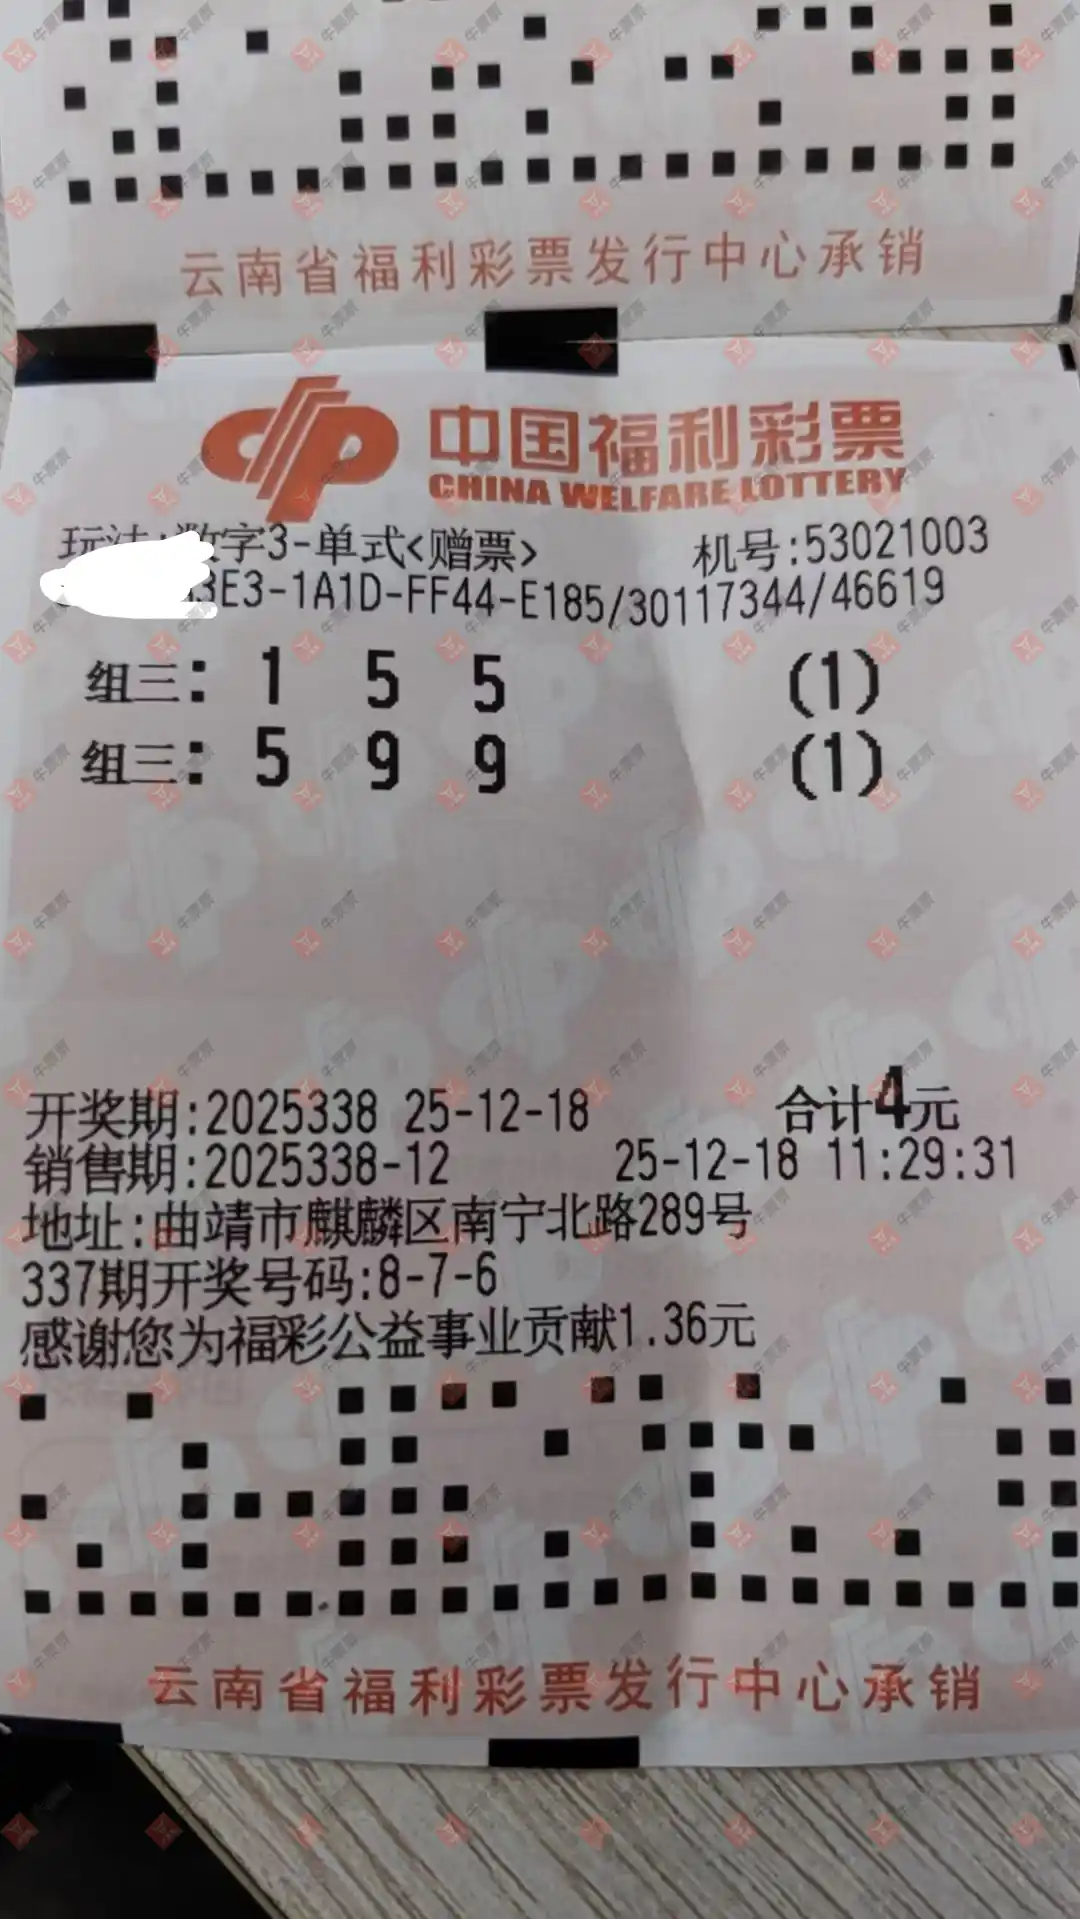 云南省福利彩票发行中心承销
中国福利彩票
CHINA WELFARE LOTTERY
玩法:数字3-单式<赠票>
机号:53021003
3E3-1A1D-FF44-E185/30117344/46619
组三: 1 5 5 (1)
组三: 5 9 9 (1)
开奖期:2025338 25-12-18 合计4元
销售期:2025338-12 25-12-18 11:29:31
地址:曲靖市麒麟区南宁北路289号
337期开奖号码:8-7-6
感谢您为福彩公益事业贡献1.36元
云南省福利彩票发行中心承销
牛票票